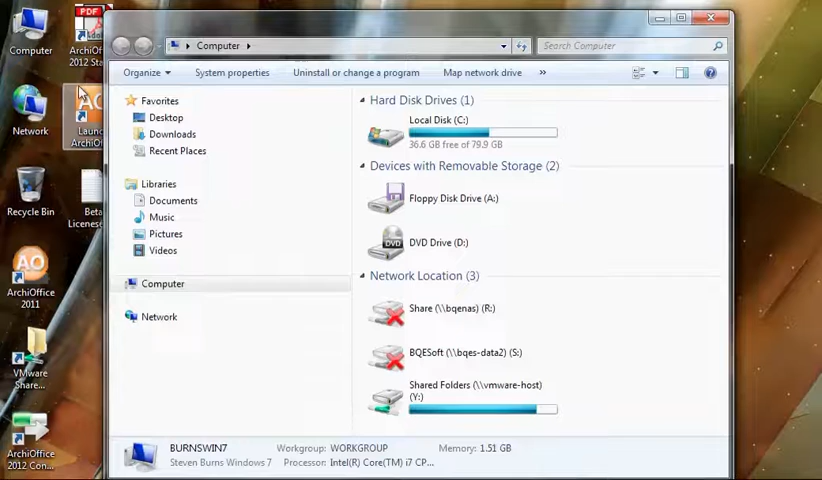 Computer
PDF
Adobe
ArchiOffice
2012 Sta...
Network
AO
Launc
ArchiOf
Recycle Bin
Beta
License
AO
ArchiOffice
2011
VMware
Share...
ArchiOffice
2012 Con...
Computer
Search Computer
Organize
System properties
Uninstall or change a program
Map network drive
»
Favorites
Desktop
Downloads
Recent Places
Libraries
Documents
Music
Pictures
Videos
Computer
Network
Hard Disk Drives (1)
Local Disk (C:)
36.6 GB free of 79.9 GB
Devices with Removable Storage (2)
Floppy Disk Drive (A:)
DVD
DVD Drive (D:)
Network Location (3)
Share (\\bqenas) (R:)
BQESoft (\\bqes-data2) (S:)
Shared Folders (\\vmware-host)
(Y:)
BURNSWIN7
Workgroup: WORKGROUP
Memory: 1.51 GB
Steven Burns Windows 7
Processor: Intel(R) Core(TM) i7 CP...